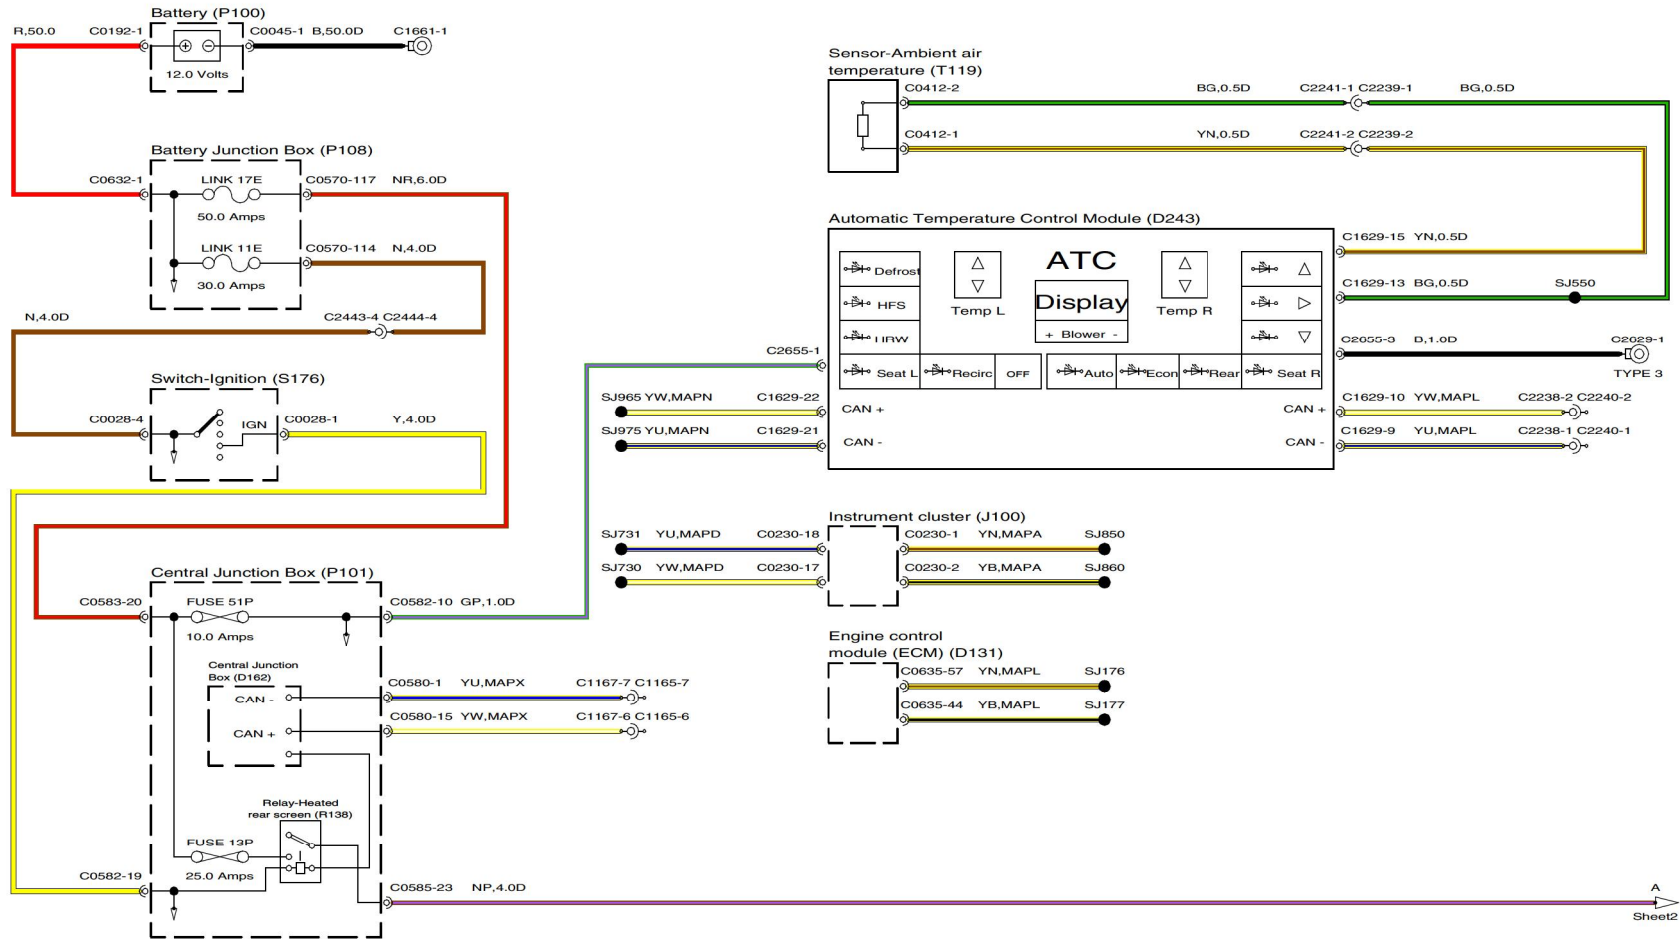 Battery (P100)
R,50.0
C0192-1
C0045-1 B,50.0D
C1661-1
12.0 Volts
Battery Junction Box (P108)
C0632-1
LINK 17E
C0570-117
NR,6.0D
50.0 Amps
LINK 11E
C0570-114
N,4.0D
30.0 Amps
N,4.0D
C2443-4 C2444-4
Switch-Ignition (S176)
C0028-4
IGN
C0028-1
Y,4.0D
Central Junction Box (P101)
C0583-20
FUSE 51P
C0582-10 GP,1.0D
10.0 Amps
Central Junction
Box (D162)
CAN -
C0580-1
YU,MAPX
C1167-7 C1165-7
CAN +
C0580-15 YW,MAPX
C1167-6 C1165-6
Relay-Heated
rear screen (R138)
FUSE 13P
25.0 Amps
C0582-19
C0585-23
NP,4.0D
A
Sheet2
Sensor-Ambient air
temperature (T119)
C0412-2
BG,0.5D
C2241-1 C2239-1
BG,0.5D
C0412-1
YN,0.5D
C2241-2 C2239-2
Automatic Temperature Control Module (D243)
C1629-15 YN,0.5D
C1629-13 BG,0.5D
SJ550
Defrost
HFS
HRW
Temp L
ATC
Display
+ Blower -
Temp R
C2655-1
C2655-3
B,1.0D
C2029-1
TYPE 3
Seat L
Recirc
OFF
Auto
Econ
Rear
Seat R
SJ965 YW,MAPN
C1629-22
CAN +
CAN +
C1629-10 YW,MAPL
C2238-2 C2240-2
SJ975 YU,MAPN
C1629-21
CAN -
CAN -
C1629-9
YU,MAPL
C2238-1 C2240-1
Instrument cluster (J100)
SJ731
YU,MAPD
C0230-18
C0230-1
YN,MAPA
SJ850
SJ730
YW,MAPD
C0230-17
C0230-2
YB,MAPA
SJ860
Engine control
module (ECM) (D131)
C0635-57
YN,MAPL
SJ176
C0635-44
YB,MAPL
SJ177